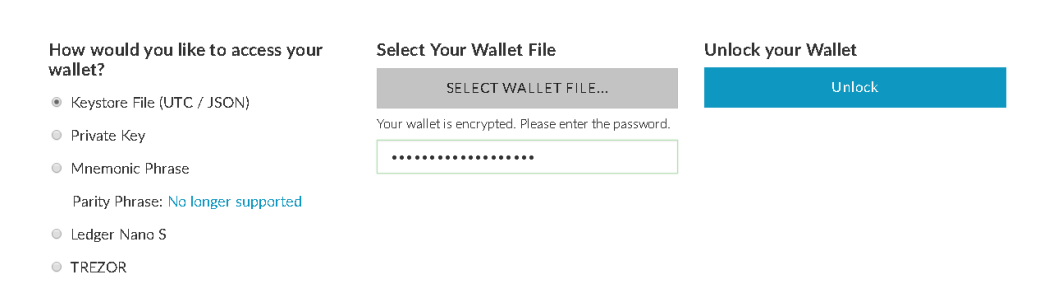 How would you like to access your
wallet?
Keystore File (UTC / JSON)
Private Key
Mnemonic Phrase
Parity Phrase: No longer supported
Ledger Nano S
TREZOR
Select Your Wallet File
SELECT WALLET FILE...
Your wallet is encrypted. Please enter the password.
•••••••••••••••••••
Unlock your Wallet
Unlock